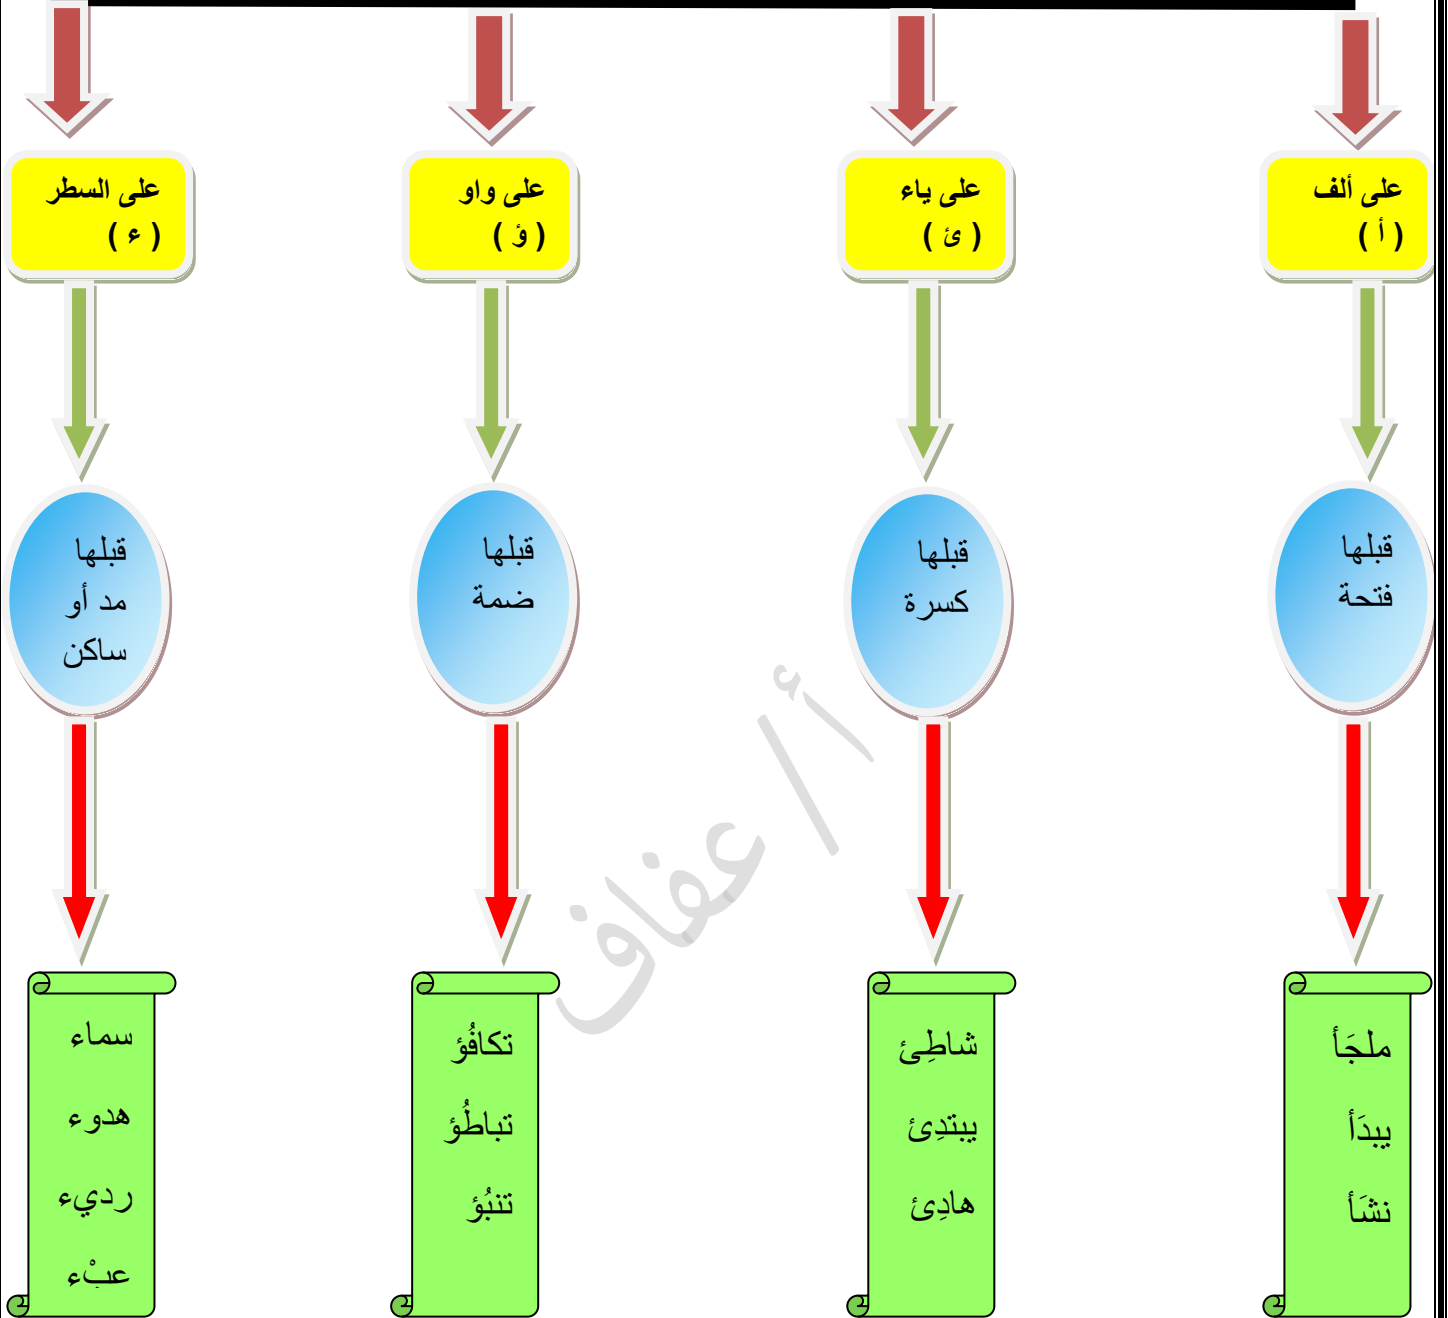 على ألف
( أ )
على ياء
( ئ )
على واو
( ؤ )
على السطر
( ء )
قبلها
فتحة
قبلها
كسرة
قبلها
ضمة
قبلها
مد أو
ساكن
أ/ عفاف
ملجَأ
يبدَأ
نشَأ
شاطِئ
يبتدِئ
هادِئ
تكافُؤ
تباطُؤ
تنبُؤ
سماء
هدوء
رديء
عبْء